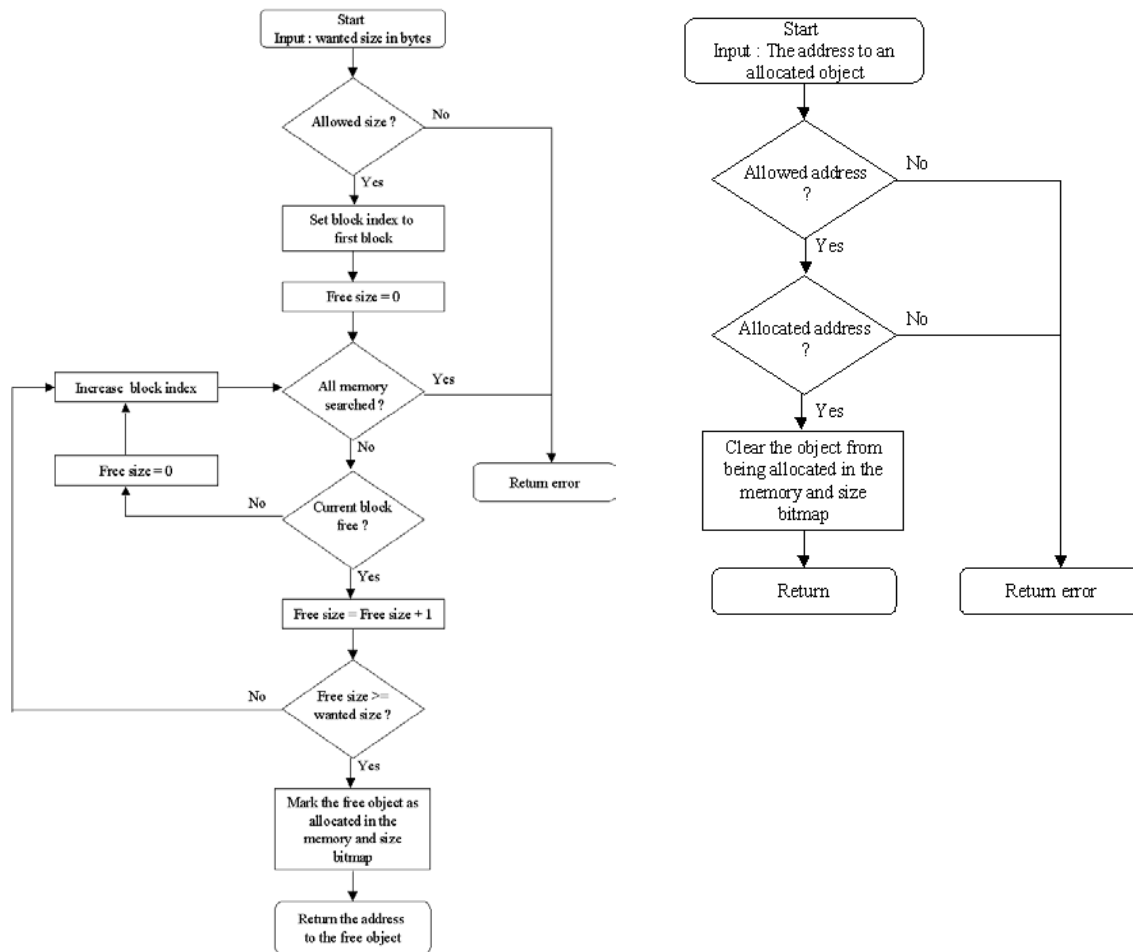 Start
Input : wanted size in bytes
Allowed size ?
No
Yes
Set block index to
first block
Free size = 0
Increase block index
All memory
searched ?
Yes
No
Free size = 0
No
Current block
free ?
Return error
Yes
Free size = Free size + 1
No
Free size >=
wanted size ?
Yes
Mark the free object as
allocated in the
memory and size
bitmap
Return the address
to the free object
Start
Input : The address to an
allocated object
Allowed address
?
No
Yes
Allocated address
?
No
Yes
Clear the object from
being allocated in the
memory and size
bitmap
Return
Return error